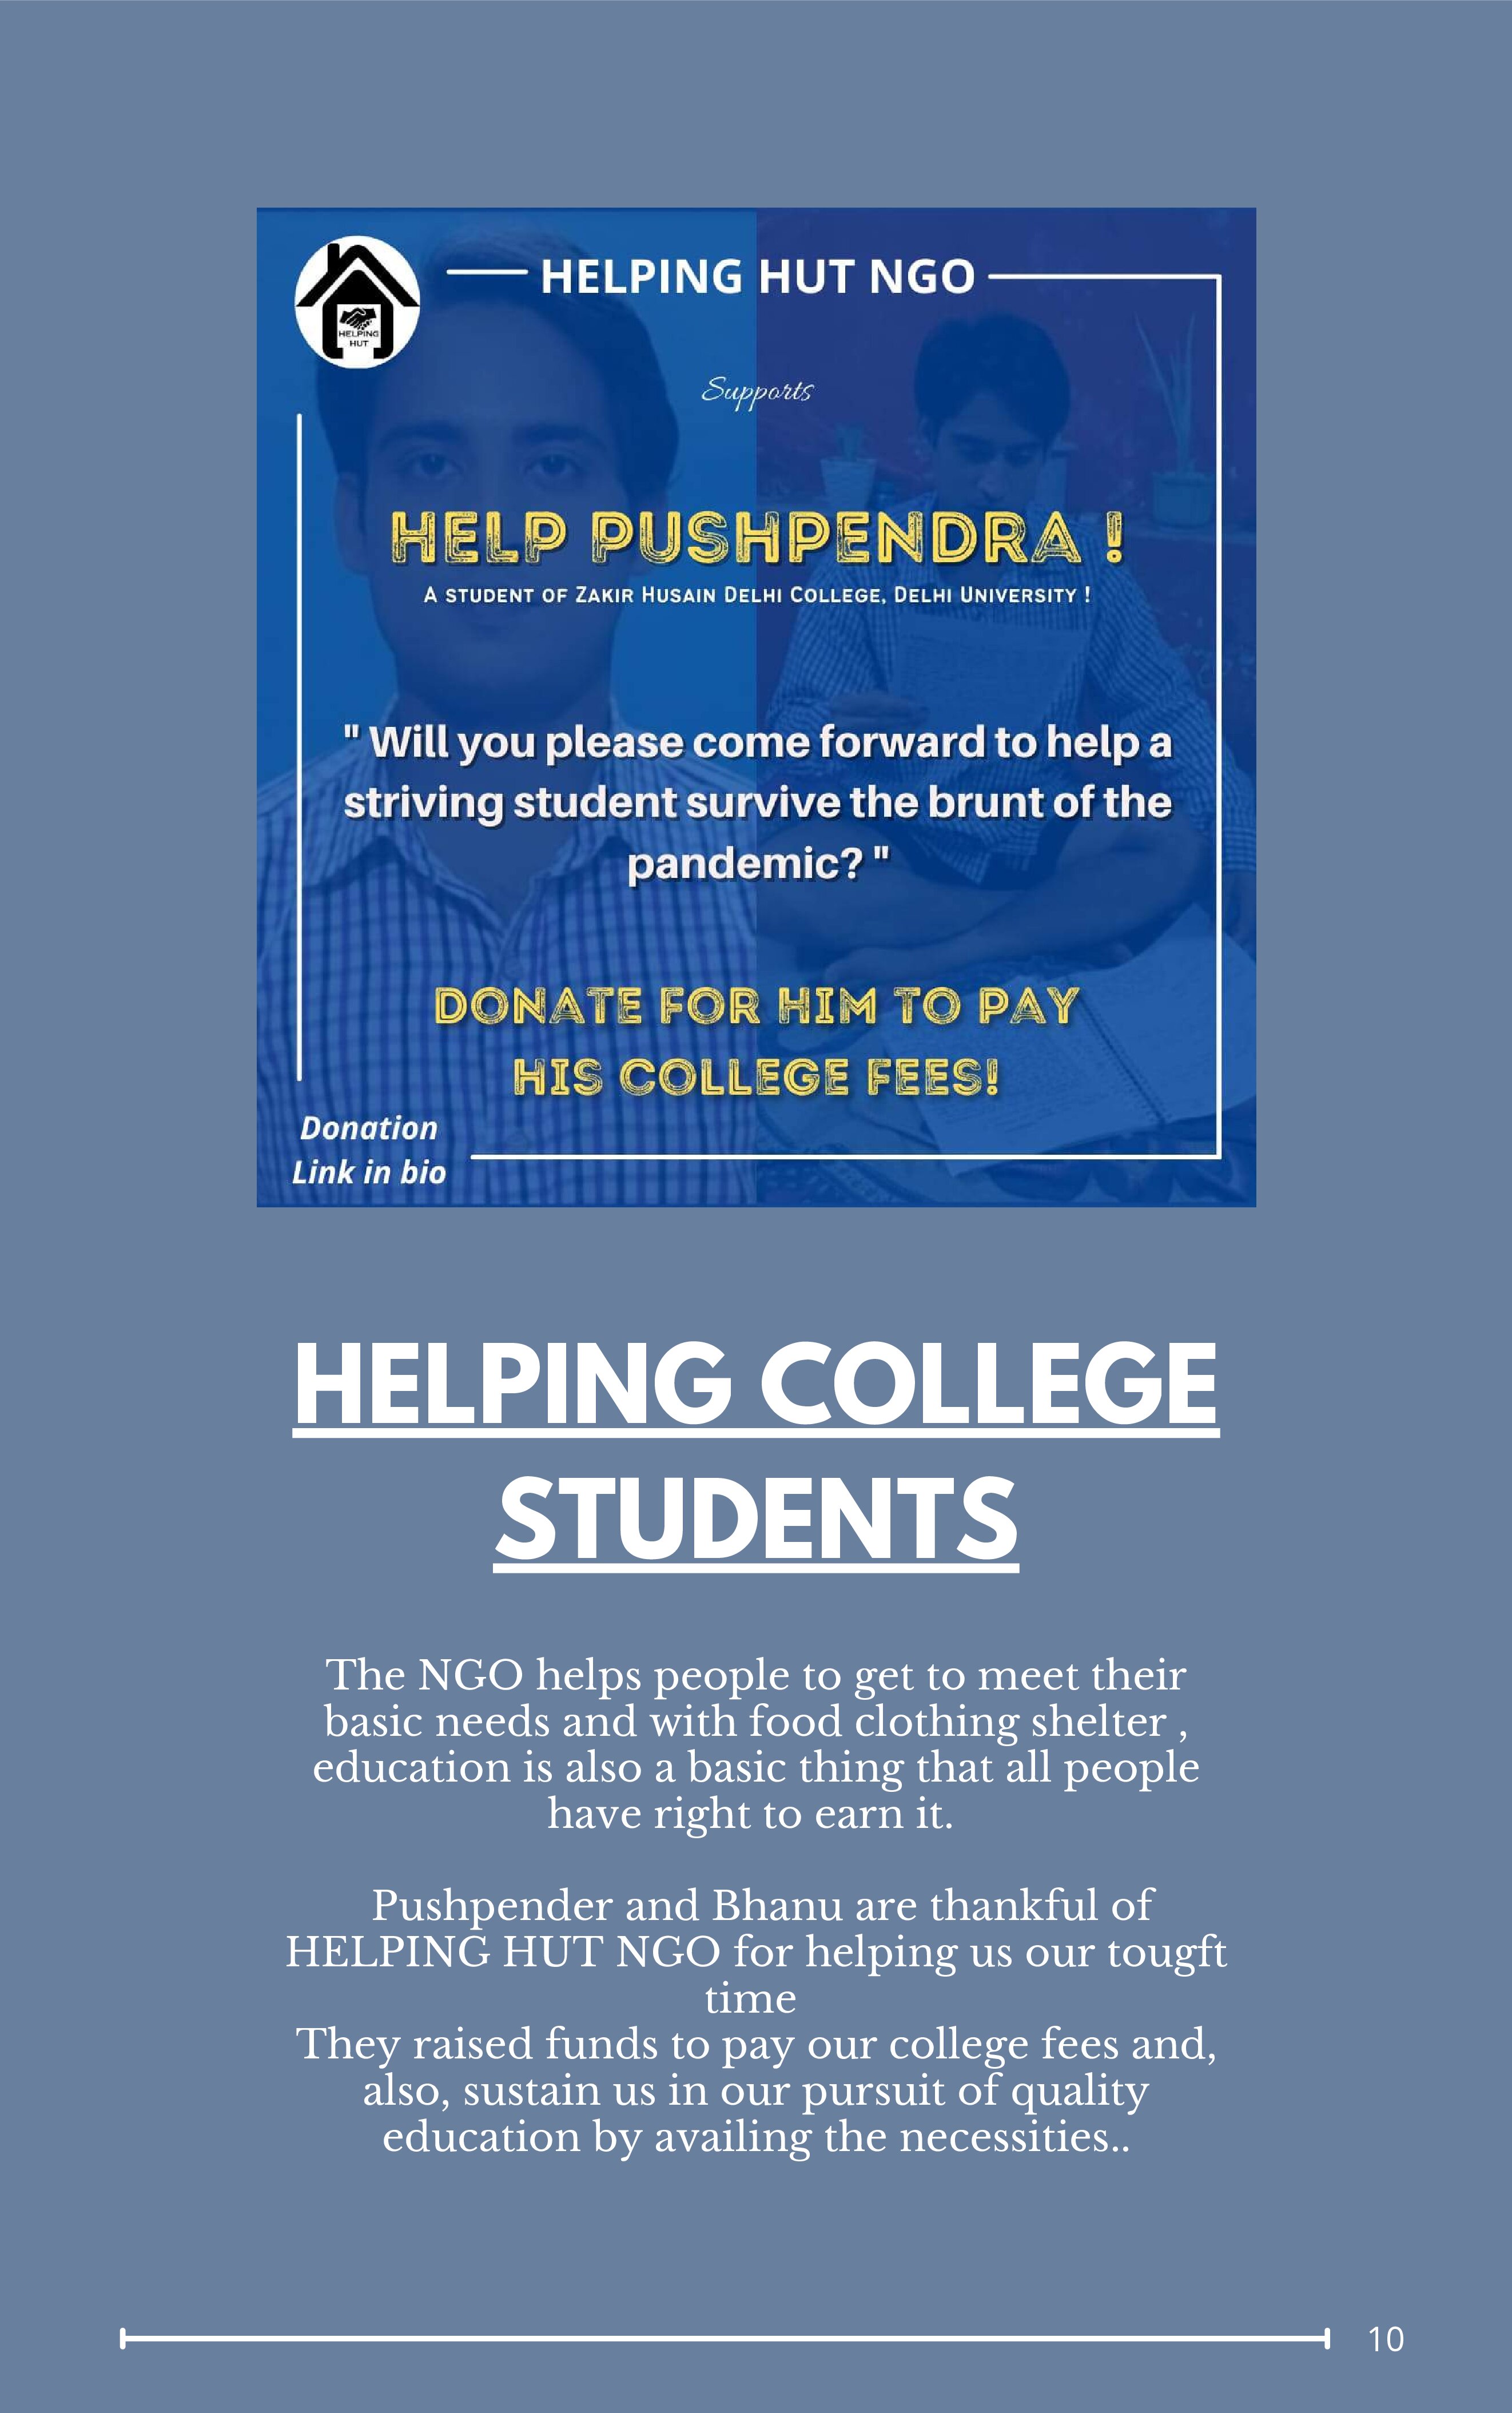 HELPING HUT NGO
HELPING
HUT
Supports
HELP PUSHPENDRA !
A STUDENT OF ZAKIR HUSAIN DELHI COLLEGE, DELHI UNIVERSITY !
" Will you please come forward to help a
striving student survive the brunt of the
pandemic? "
DONATE FOR HIM TO PAY
HIS COLLEGE FEES!
Donation
Link in bio
HELPING COLLEGE
STUDENTS
The NGO helps people to get to meet their
basic needs and with food clothing shelter ,
education is also a basic thing that all people
have right to earn it.
Pushpender and Bhanu are thankful of
HELPING HUT NGO for helping us our tougft
time
They raised funds to pay our college fees and,
also, sustain us in our pursuit of quality
education by availing the necessities..
10